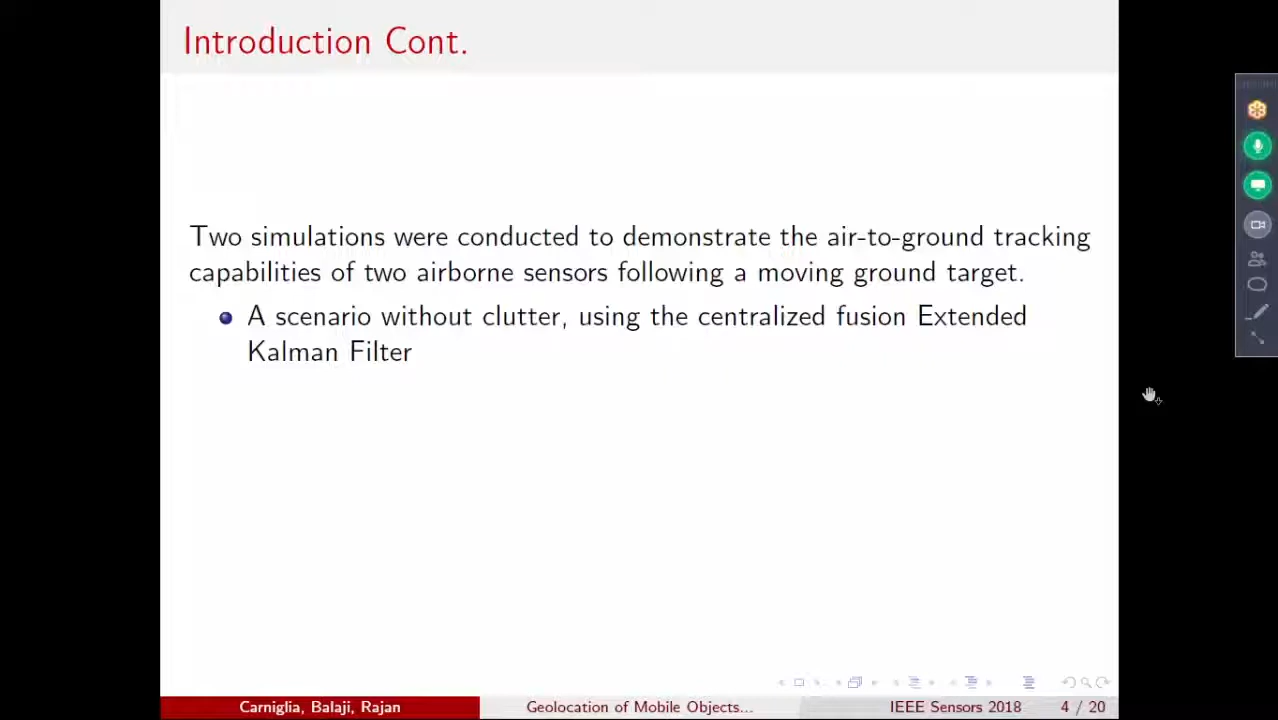 Introduction Cont.
Two simulations were conducted to demonstrate the air-to-ground tracking
capabilities of two airborne sensors following a moving ground target.
A scenario without clutter, using the centralized fusion Extended
Kalman Filter
Carniglia, Balaji, Rajan
Geolocation of Mobile Objects...
IEEE Sensors 2018
4 / 20